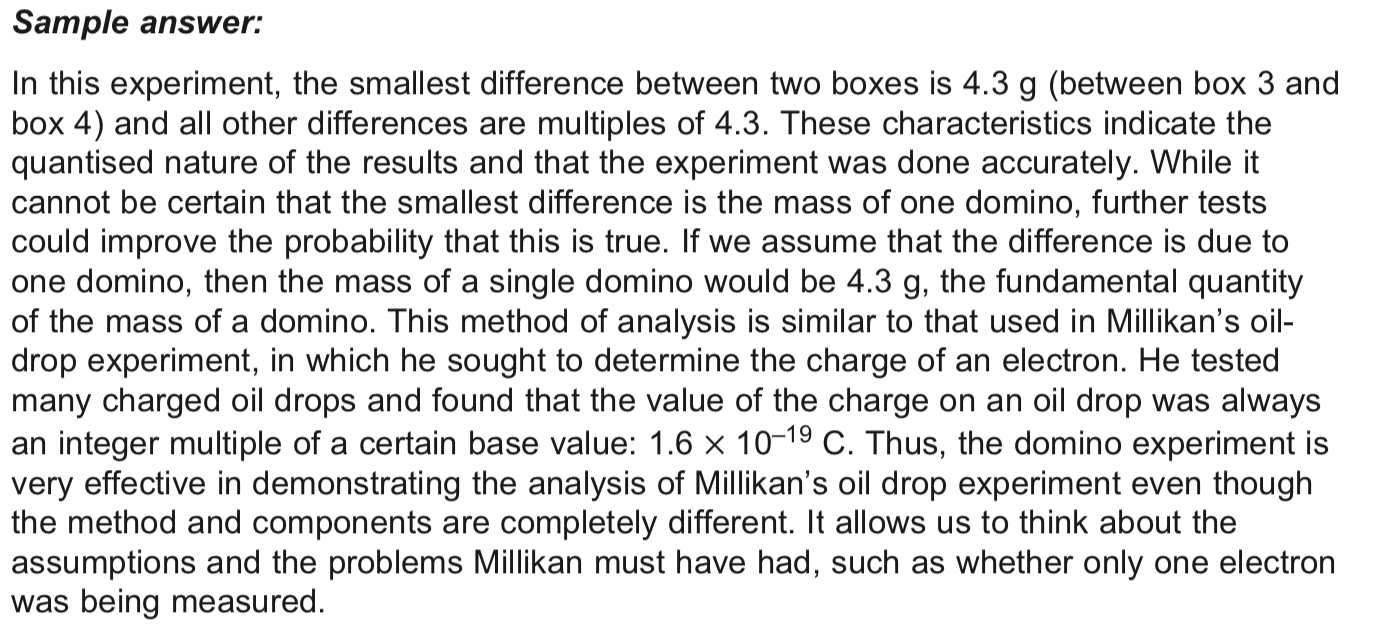 Sample answer:
In this experiment, the smallest difference between two boxes is 4.3 g (between box 3 and
box 4) and all other differences are multiples of 4.3. These characteristics indicate the
quantised nature of the results and that the experiment was done accurately. While it
cannot be certain that the smallest difference is the mass of one domino, further tests
could improve the probability that this is true. If we assume that the difference is due to
one domino, then the mass of a single domino would be 4.3 g, the fundamental quantity
of the mass of a domino. This method of analysis is similar to that used in Millikan’s oil-
drop experiment, in which he sought to determine the charge of an electron. He tested
many charged oil drops and found that the value of the charge on an oil drop was always
an integer multiple of a certain base value: 1.6 × 10⁻¹⁹ C. Thus, the domino experiment is
very effective in demonstrating the analysis of Millikan’s oil drop experiment even though
the method and components are completely different. It allows us to think about the
assumptions and the problems Millikan must have had, such as whether only one electron
was being measured.